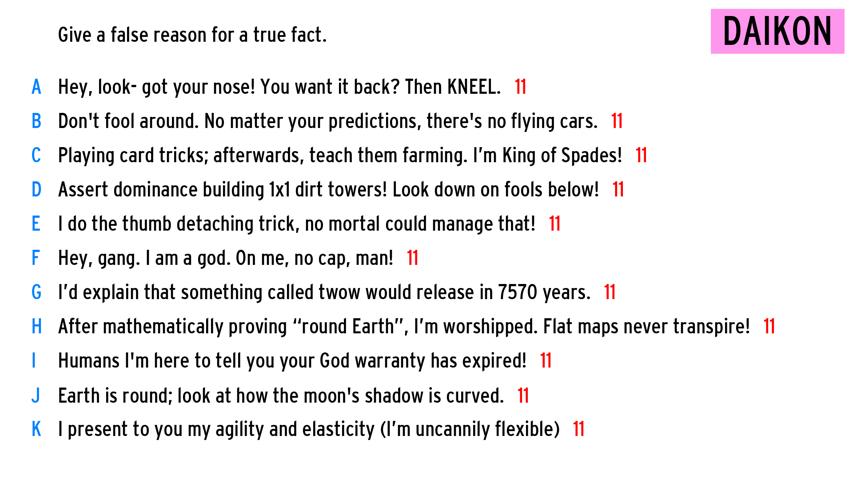 Give a false reason for a true fact.
DAIKON
A Hey, look- got your nose! You want it back? Then KNEEL. 11
B Don't fool around. No matter your predictions, there's no flying cars. 11
C Playing card tricks; afterwards, teach them farming. I'm King of Spades! 11
D Assert dominance building 1x1 dirt towers! Look down on fools below! 11
E I do the thumb detaching trick, no mortal could manage that! 11
F Hey, gang. I am a god. On me, no cap, man! 11
G I'd explain that something called twow would release in 7570 years. 11
H After mathematically proving “round Earth”, I'm worshipped. Flat maps never transpire! 11
I Humans I'm here to tell you your God warranty has expired! 11
J Earth is round; look at how the moon's shadow is curved. 11
K I present to you my agility and elasticity (I'm uncannily flexible) 11